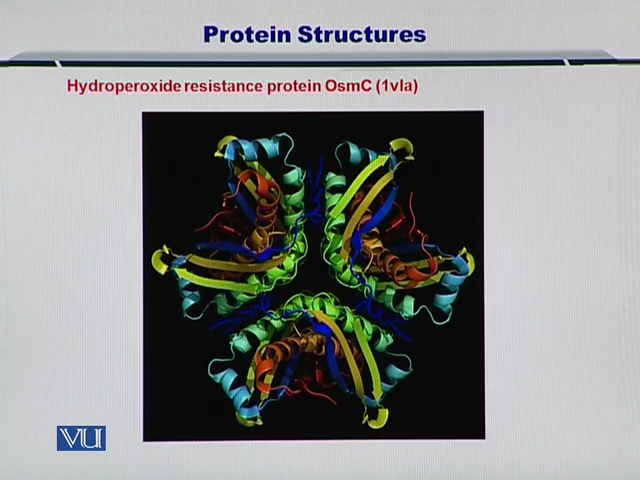 Protein Structures
Hydroperoxide resistance protein OsmC (1vla)
VU